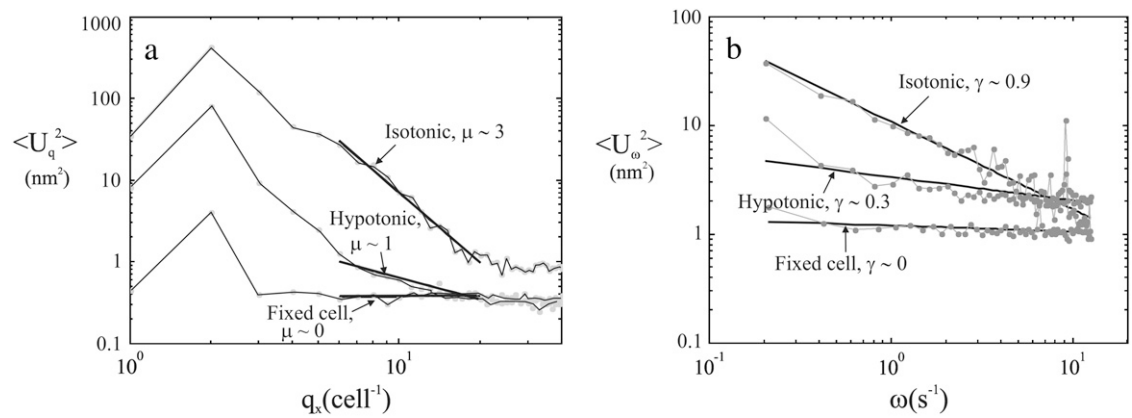 a
1000
100
10
1
0.1
<U_q^2>
(nm^2)
Isotonic, μ ~ 3
Hypotonic,
μ ~ 1
Fixed cell,
μ ~ 0
10^0
10^1
q_x(cell^-1)
b
100
10
1
0.1
<U_ω^2>
(nm^2)
Isotonic, γ ~ 0.9
Hypotonic, γ ~ 0.3
Fixed cell, γ ~ 0
10^-1
10^0
10^1
ω(s^-1)